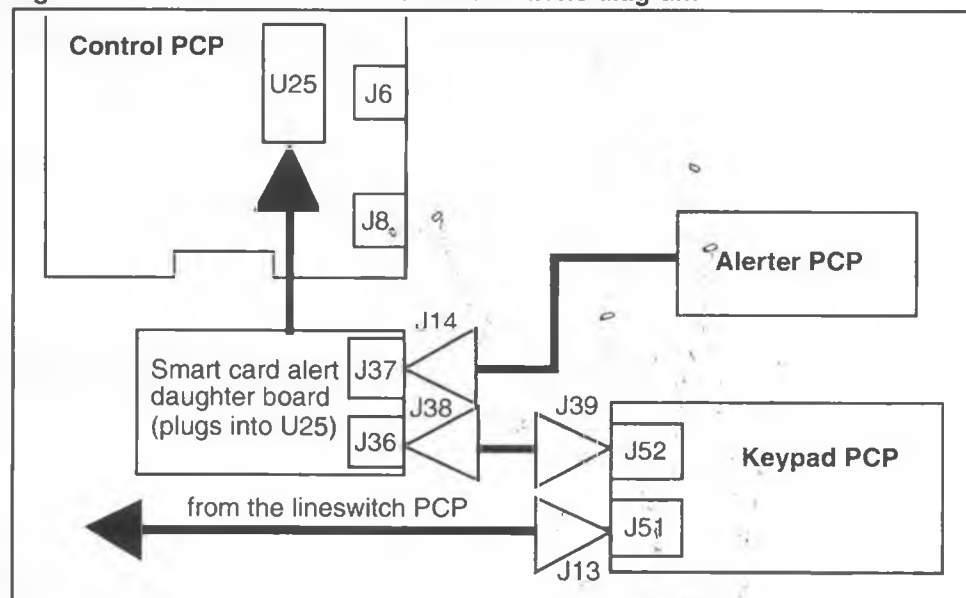 Control PCP
U25
J6
J8
Alerter PCP
J14
Smart card alert
daughter board
(plugs into U25)
J37
J38
J36
J39
J52
Keypad PCP
from the lineswitch PCP
J51
J13